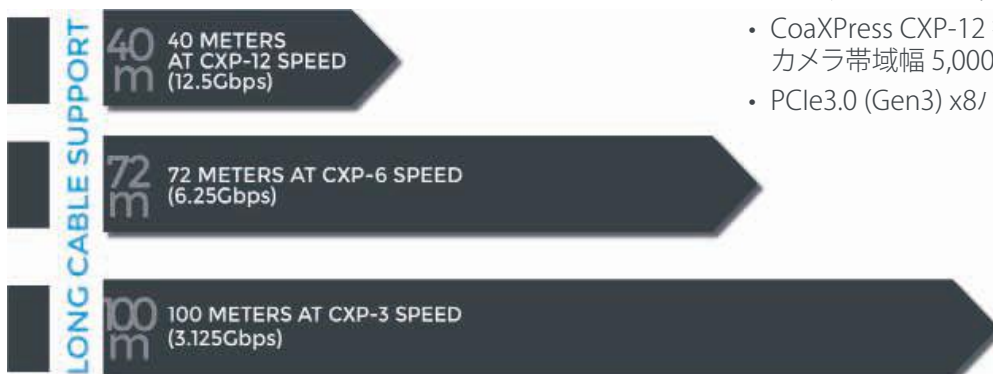 LONG CABLE SUPPORT
40
m
40 METERS
AT CXP-12 SPEED
(12.5Gbps)
72
m
72 METERS AT CXP-6 SPEED
(6.25Gbps)
100
m
100 METERS AT CXP-3 SPEED
(3.125Gbps)
• CoaXPress CXP-12
カメラ帯域幅 5,000
• PCIe3.0 (Gen3) x8